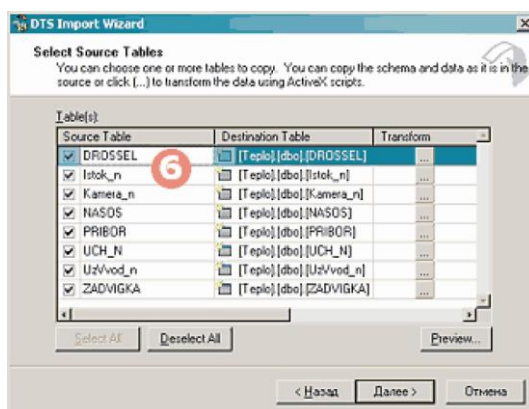 DTS Import Wizard
Select Source Tables
You can choose one or more tables to copy. You can copy the schema and data as it is in the
source or click (...) to transform the data using ActiveX scripts.
Table(s):
Source Table Destination Table Transform
DROSSEL [Teplo].[dbo].[DROSSEL] ...
6
Istok_n [Teplo].[dbo].[Istok_n] ...
Kamera_n [Teplo].[dbo].[Kamera_n] ...
NASOS [Teplo].[dbo].[NASOS] ...
PRIBOR [Teplo].[dbo].[PRIBOR] ...
UCH_N [Teplo].[dbo].[UCH_N] ...
UzVvod_n [Teplo].[dbo].[UzVvod_n] ...
ZADVIGKA [Teplo].[dbo].[ZADVIGKA] ...
Select All Deselect All Preview...
< Назад Далее > Отмена